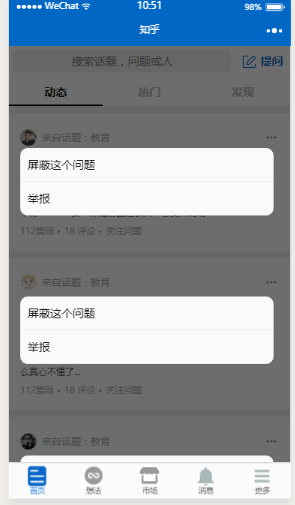 WeChat 10:51 98%
知乎
搜索话题，问题或人 提问
动态 热门 发现
来自话题：教育
屏蔽这个问题
举报
112赞同 • 18 评论 • 关注问题
来自话题：教育
屏蔽这个问题
举报
么真心不懂了...
112赞同 • 18 评论 • 关注问题
来自话题：教育
首页 想法 市场 消息 更多